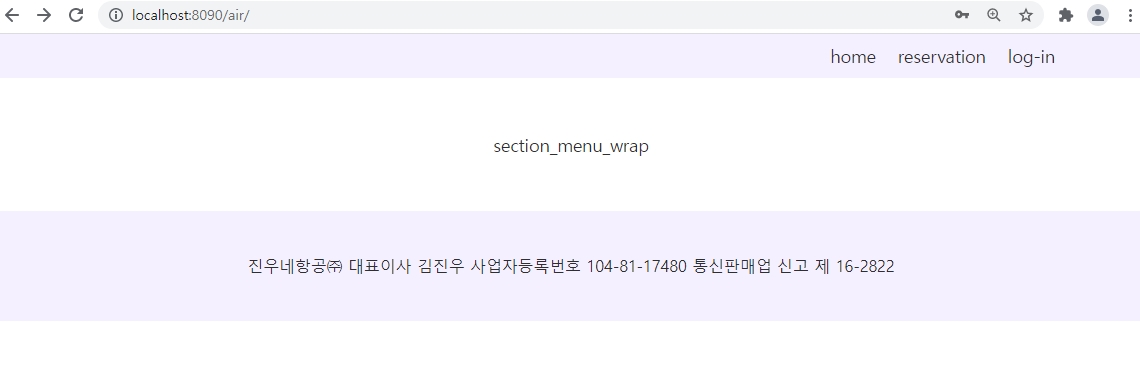 localhost:8090/air/
home reservation log-in
section_menu_wrap
진우네항공㈜ 대표이사 김진우 사업자등록번호 104-81-17480 통신판매업 신고 제 16-2822